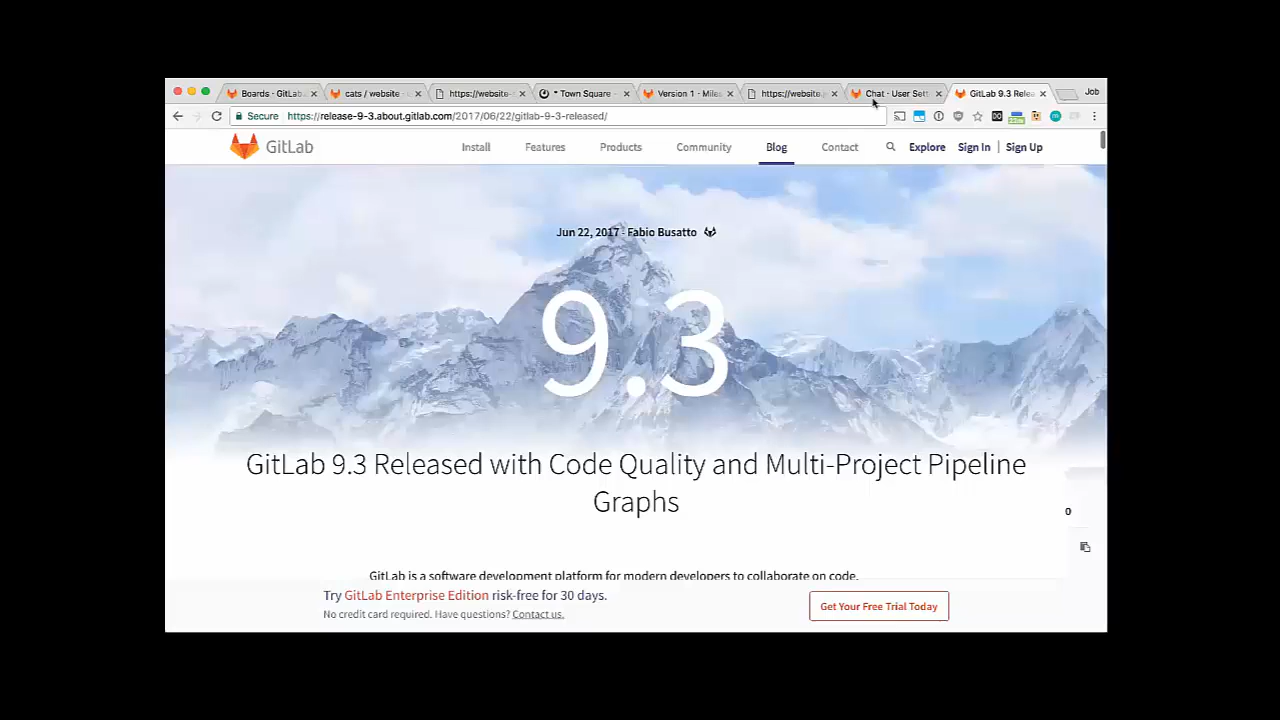 Boards · GitLab
cats / website ·
https://website-
* Town Square -
Version 1 - Miles
https://website.
Chat · User Sett
GitLab 9.3 Relea
Job
Secure
https://release-9-3.about.gitlab.com/2017/06/22/gitlab-9-3-released/
GitLab
Install
Features
Products
Community
Blog
Contact
Explore
Sign In | Sign Up
Jun 22, 2017 - Fabio Busatto
9.3
GitLab 9.3 Released with Code Quality and Multi-Project Pipeline
Graphs
0
GitLab is a software development platform for modern developers to collaborate on code.
Try GitLab Enterprise Edition risk-free for 30 days.
No credit card required. Have questions? Contact us.
Get Your Free Trial Today